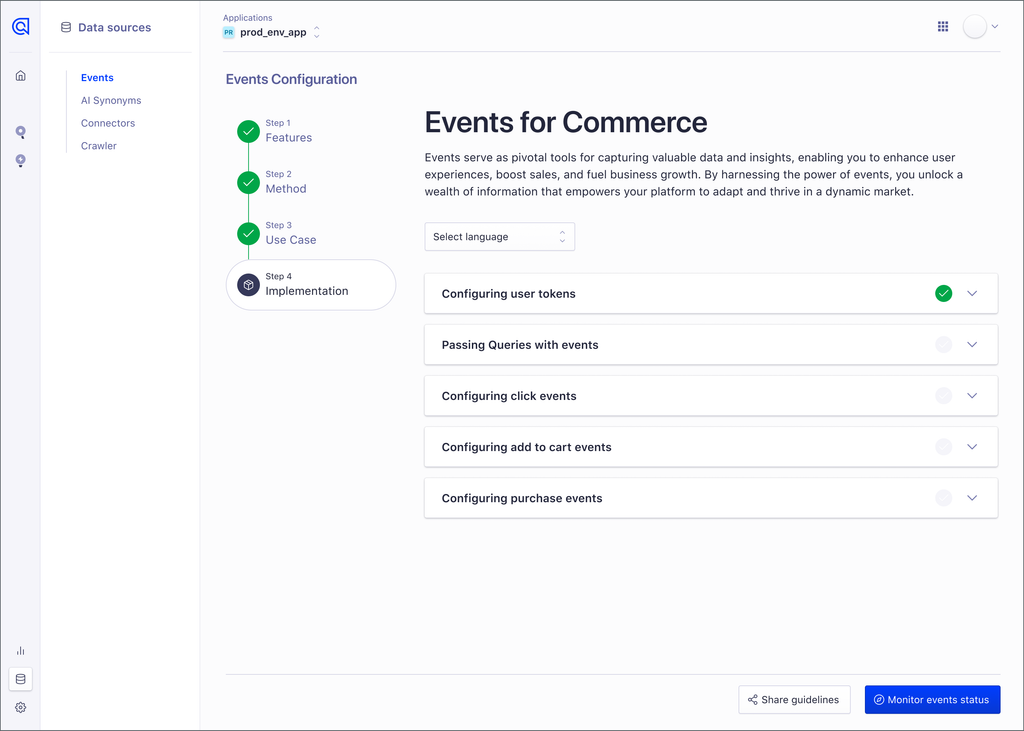 Data sources
Events
AI Synonyms
Connectors
Crawler
Applications
PR prod_env_app
Events Configuration
Step 1
Features
Step 2
Method
Step 3
Use Case
Step 4
Implementation
Events for Commerce
Events serve as pivotal tools for capturing valuable data and insights, enabling you to enhance user
experiences, boost sales, and fuel business growth. By harnessing the power of events, you unlock a
wealth of information that empowers your platform to adapt and thrive in a dynamic market.
Select language
Configuring user tokens
Passing Queries with events
Configuring click events
Configuring add to cart events
Configuring purchase events
Share guidelines
Monitor events status